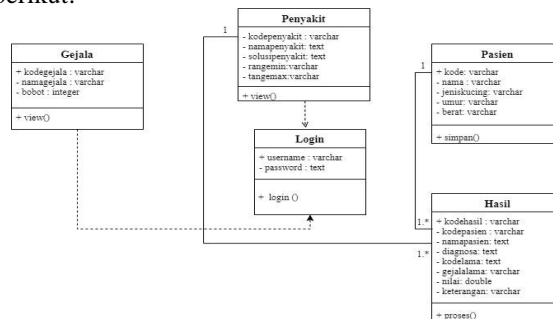 berikut:
Gejala
+ kodegejala : varchar
- namagejala : varchar
- bobot : integer
+ view()
1
Penyakit
- kodepenyakit : varchar
- namapenyakit: text
- solusipenyakit: text
- rangemin:varchar
- tangemax:varchar
+ view()
Login
+ username : varchar
- password : text
+ login ()
1
Pasien
+ kode: varchar
- nama : varchar
- jeniskucing: varchar
- umur: varchar
- berat: varchar
+ simpan()
1.*
1.*
Hasil
+ kodehasil : varchar
- kodepasien : varchar
- namapasien: text
- diagnosa: text
- kodelama: text
- gejalalama: varchar
- nilai: double
- keterangan: varchar
+ proses()